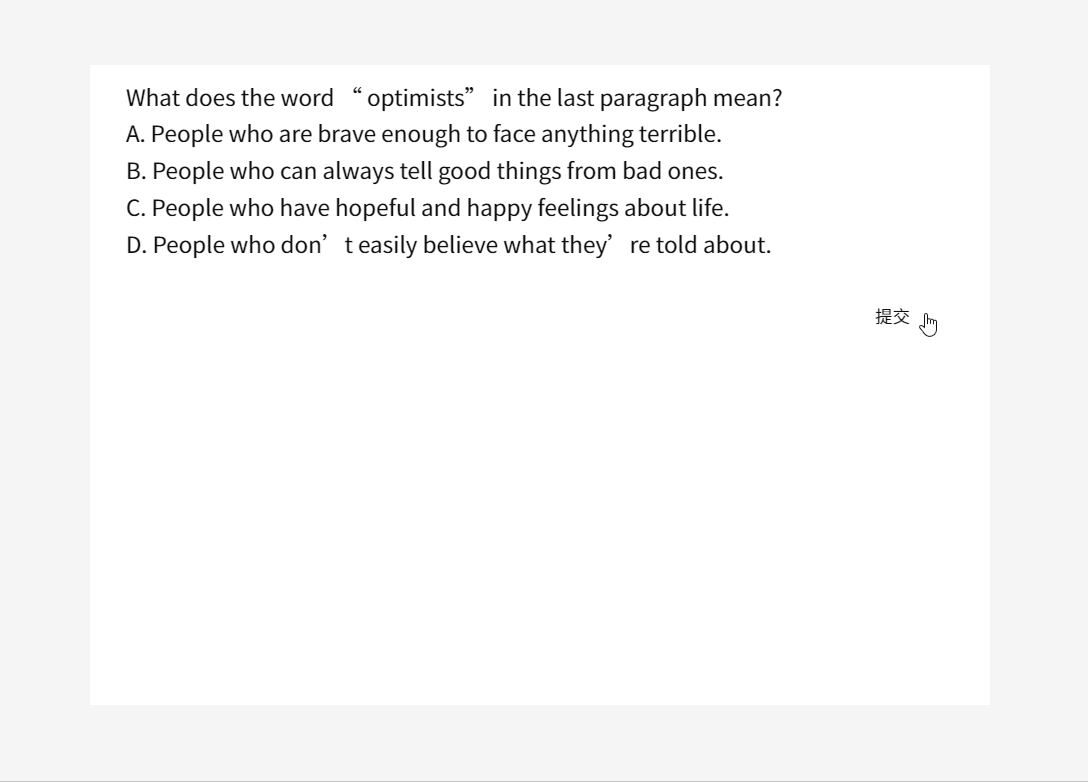 What does the word “optimists” in the last paragraph mean?
A. People who are brave enough to face anything terrible.
B. People who can always tell good things from bad ones.
C. People who have hopeful and happy feelings about life.
D. People who don’t easily believe what they’re told about.
提交